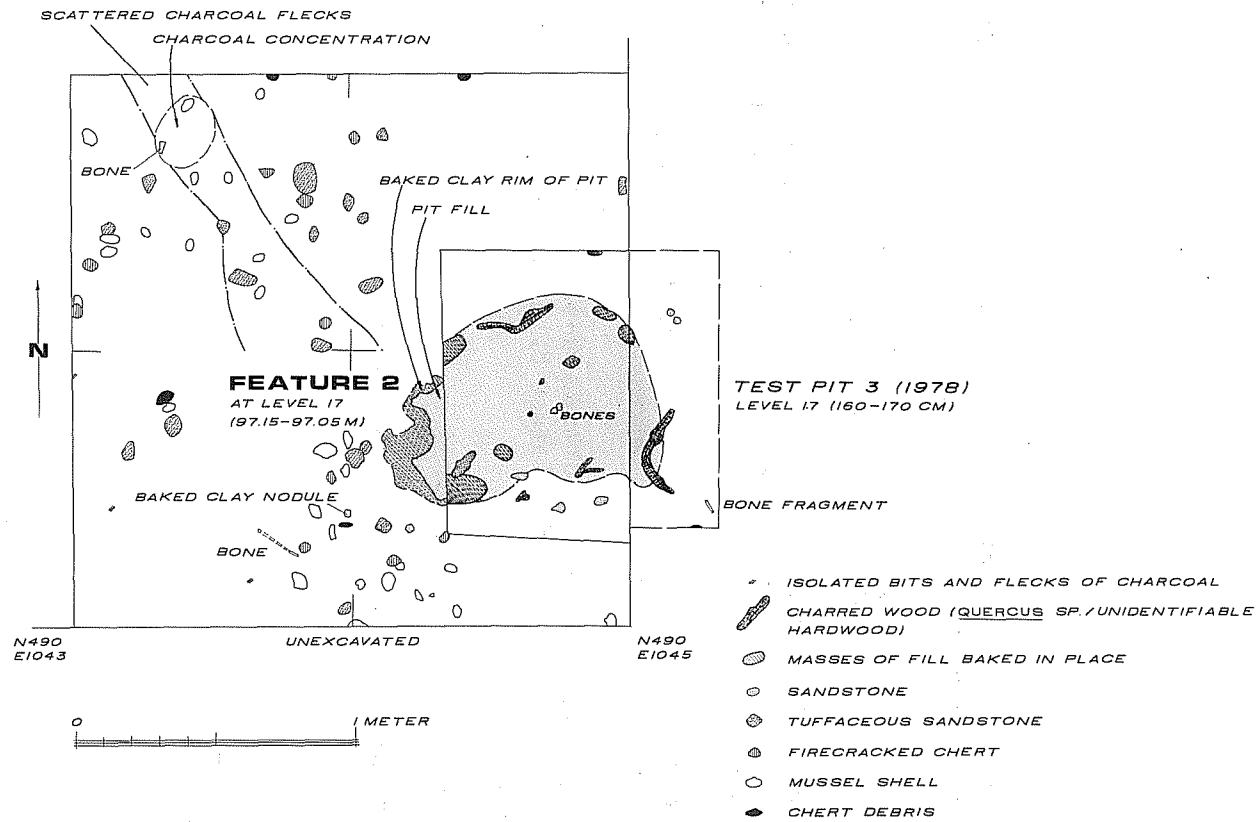 SCATTERED CHARCOAL FLECKS
CHARCOAL CONCENTRATION
BONE
BAKED CLAY RIM OF PIT
PIT FILL
N
FEATURE 2
AT LEVEL 17
(97.15-97.05 M)
BONES
TEST PIT 3 (1978)
LEVEL 17 (160-170 CM)
BAKED CLAY NODULE
BONE
BONE FRAGMENT
N490
E1043
UNEXCAVATED
N490
E1045
0
1 METER
ISOLATED BITS AND FLECKS OF CHARCOAL
CHARRED WOOD (QUERCUS SP./UNIDENTIFIABLE
HARDWOOD)
MASSES OF FILL BAKED IN PLACE
SANDSTONE
TUFFACEOUS SANDSTONE
FIRECRACKED CHERT
MUSSEL SHELL
CHERT DEBRIS